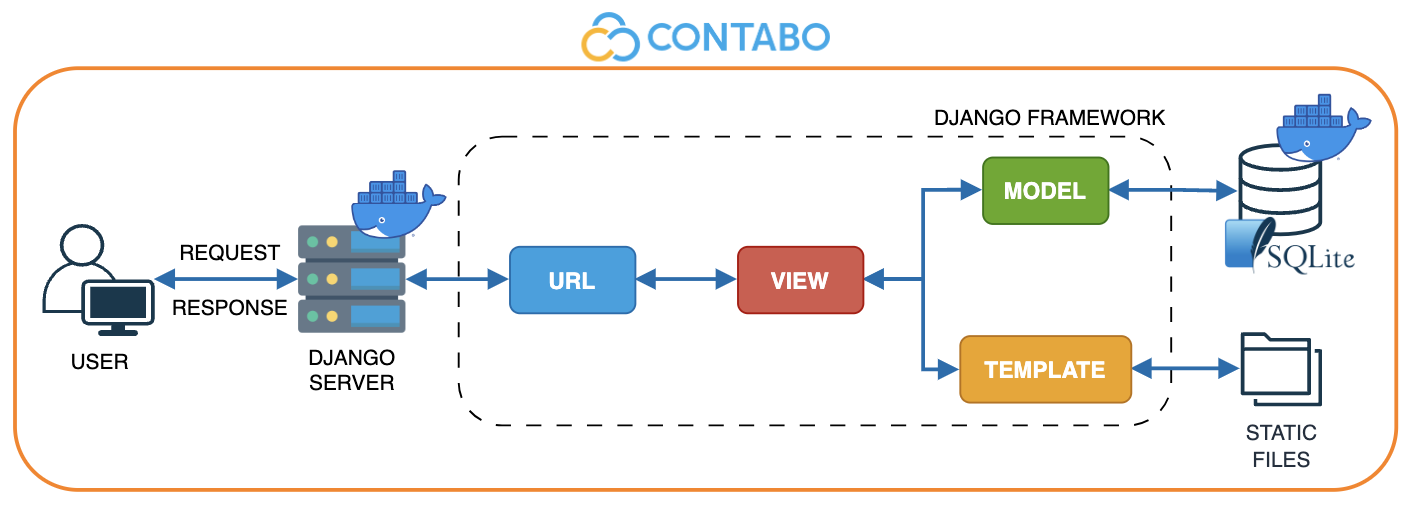 CONTABO
DJANGO FRAMEWORK
REQUEST
RESPONSE
USER
DJANGO
SERVER
URL
VIEW
MODEL
TEMPLATE
SQLite
STATIC
FILES